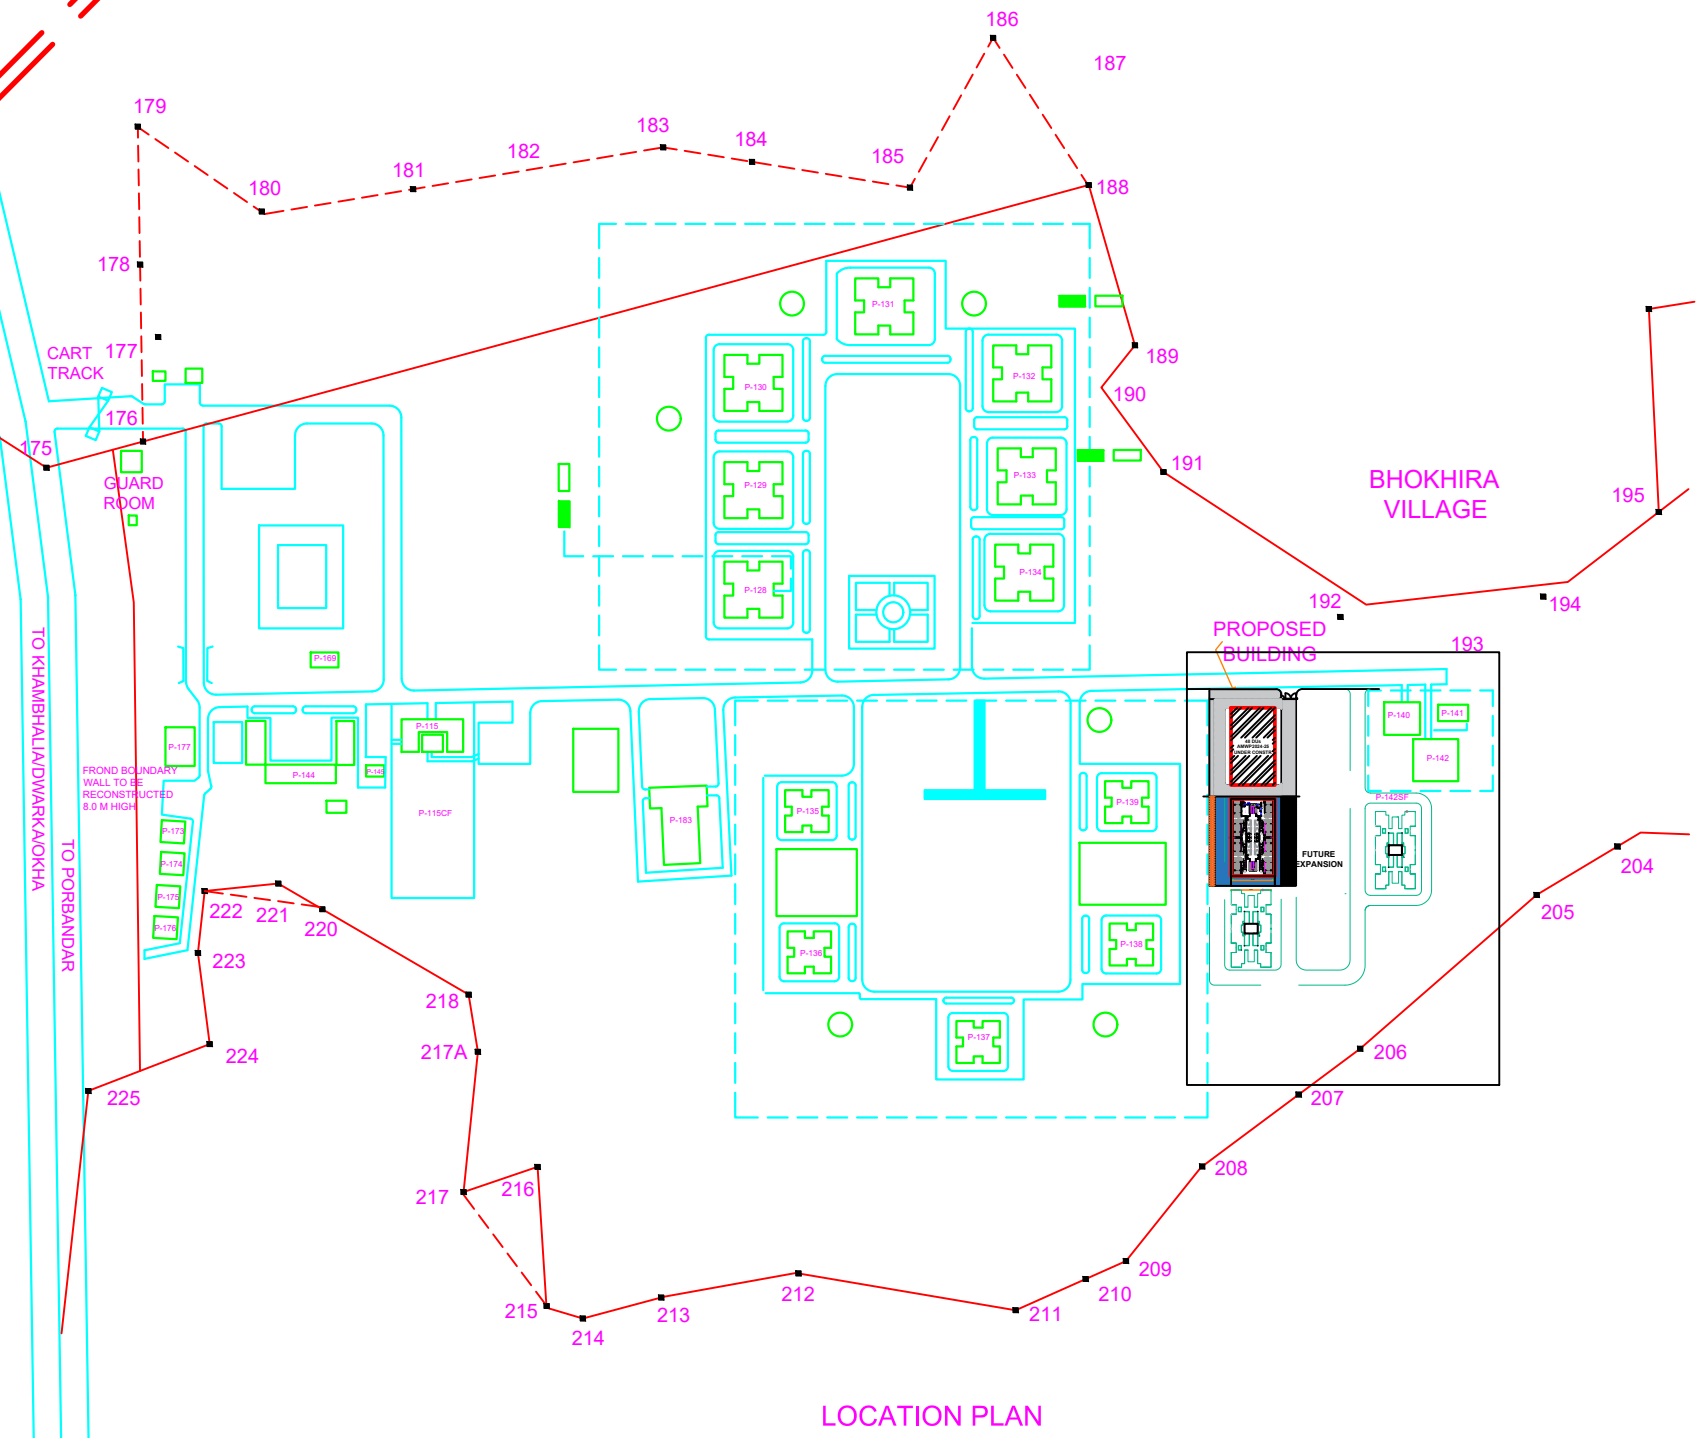 186
187
179
183
184
182
185
181
180
188
178
P-131
177
CART
TRACK
189
P-132
P-130
190
176
175
191
BHOKHIRA
VILLAGE
195
GUARD
ROOM
P-133
P-129
P-134
P-128
192
194
PROPOSED
BUILDING
193
P-169
TO KHAMBHALIA/DWARKA/OKHA
TO PORBANDAR
P-115
P-140
P-141
P-177
P-142
FROND BOUNDARY
WALL TO BE
RECONSTRUCTED
8.0 M HIGH
P-144
UNDER CONSTR
P-142SF
P-115CF
P-135
P-139
P-183
P-173
FUTURE
EXPANSION
P-174
204
P-175
222
221
220
205
P-176
223
P-136
P-138
218
P-137
217A
224
206
225
207
217
216
208
209
210
215
214
213
212
211
LOCATION PLAN